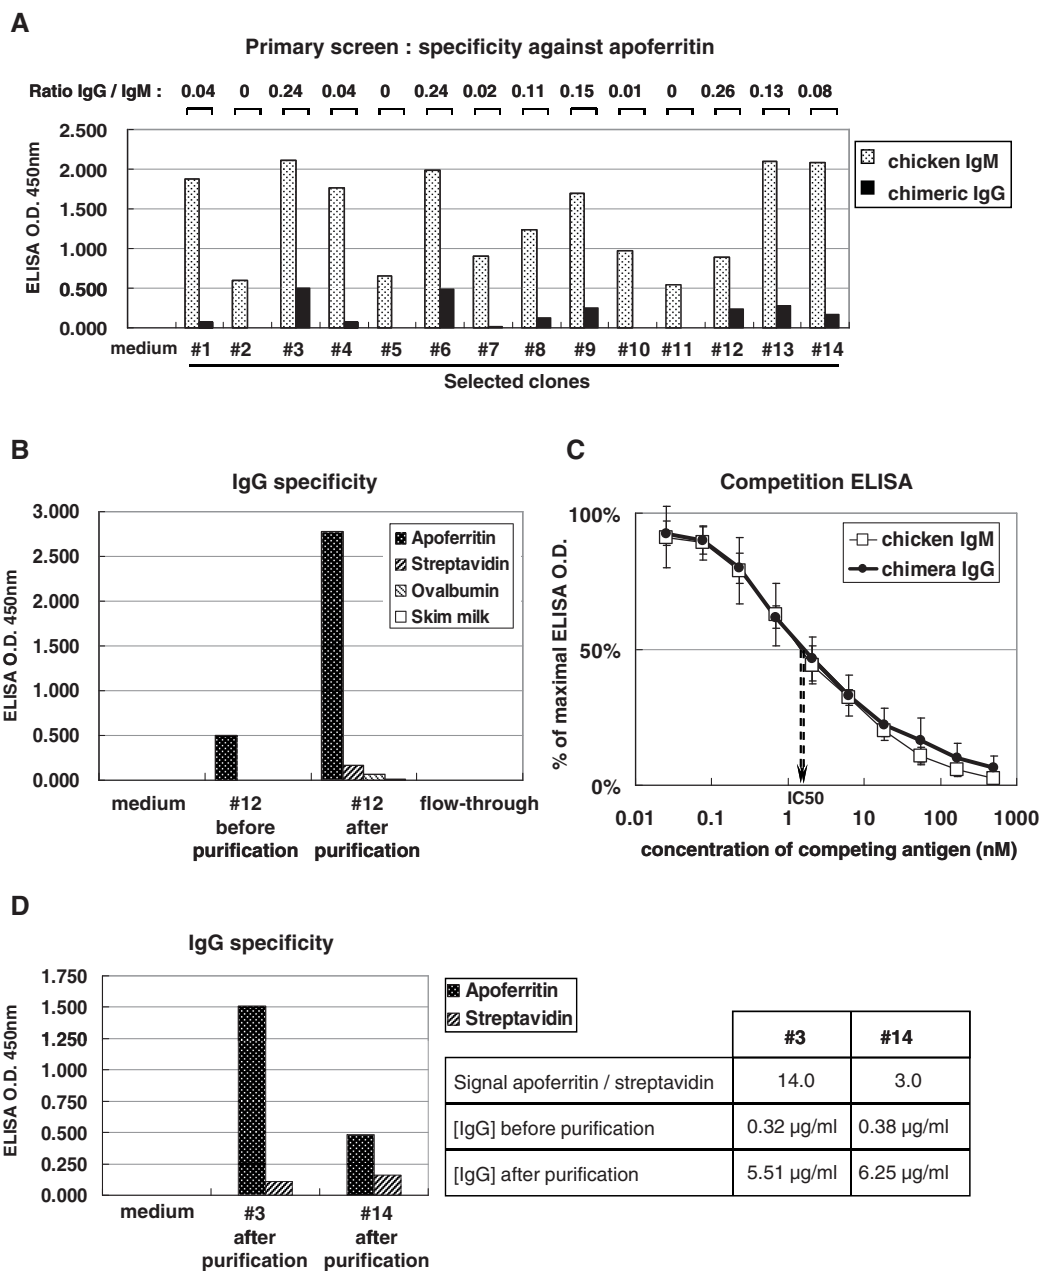 A
Primary screen : specificity against apoferritin
Ratio IgG / IgM : 0.04 0 0.24 0.04 0 0.24 0.02 0.11 0.15 0.01 0 0.26 0.13 0.08
ELISA O.D. 450nm
2.500
2.000
1.500
1.000
0.500
0.000
chicken IgM
chimeric IgG
medium #1 #2 #3 #4 #5 #6 #7 #8 #9 #10 #11 #12 #13 #14
Selected clones
B
IgG specificity
ELISA O.D. 450nm
3.000
2.500
2.000
1.500
1.000
0.500
0.000
Apoferritin
Streptavidin
Ovalbumin
Skim milk
medium #12 #12 flow-through
before after
purification purification
C
Competition ELISA
% of maximal ELISA O.D.
100%
50%
0%
chicken IgM
chimera IgG
IC50
0.01 0.1 1 10 100 1000
concentration of competing antigen (nM)
D
IgG specificity
ELISA O.D. 450nm
1.750
1.500
1.250
1.000
0.750
0.500
0.250
0.000
Apoferritin
Streptavidin
medium #3 #14
after after
purification purification
#3 #14
Signal apoferritin / streptavidin 14.0 3.0
[IgG] before purification 0.32 µg/ml 0.38 µg/ml
[IgG] after purification 5.51 µg/ml 6.25 µg/ml